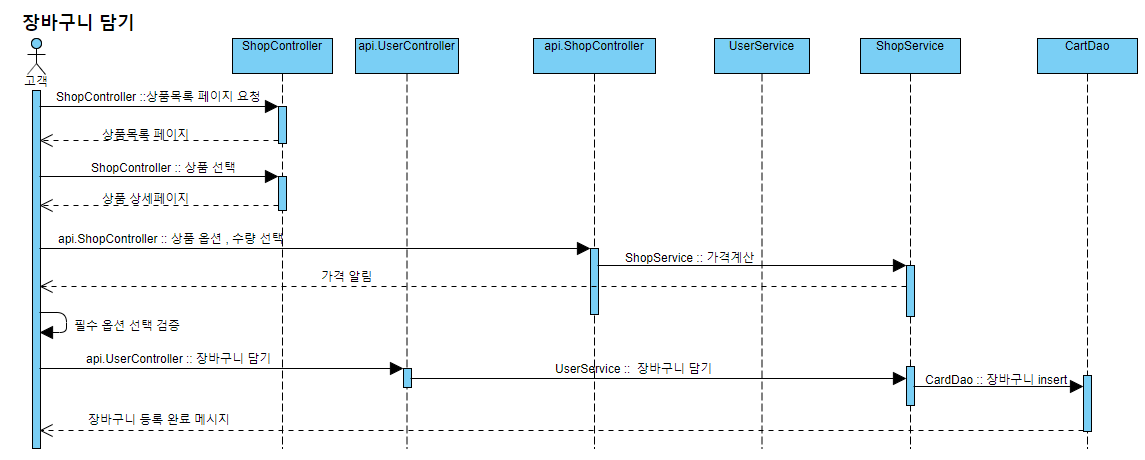 장바구니 담기
고객
ShopController
api.UserController
api.ShopController
UserService
ShopService
CartDao
ShopController ::상품목록 페이지 요청
상품목록 페이지
ShopController :: 상품 선택
상품 상세페이지
api.ShopController :: 상품 옵션 , 수량 선택
ShopService :: 가격계산
가격 알림
필수 옵션 선택 검증
api.UserController :: 장바구니 담기
UserService :: 장바구니 담기
CardDao :: 장바구니 insert
장바구니 등록 완료 메시지